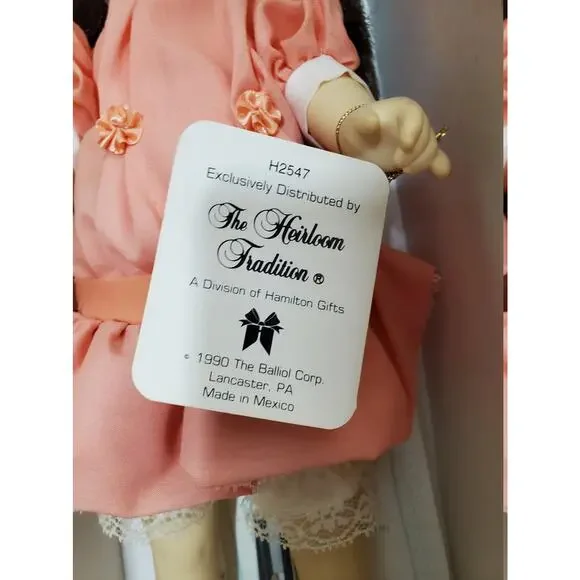 H2547
Exclusively Distributed by
The Heirloom
Tradition ®
A Division of Hamilton Gifts
© 1990 The Balliol Corp.
Lancaster, PA
Made in Mexico